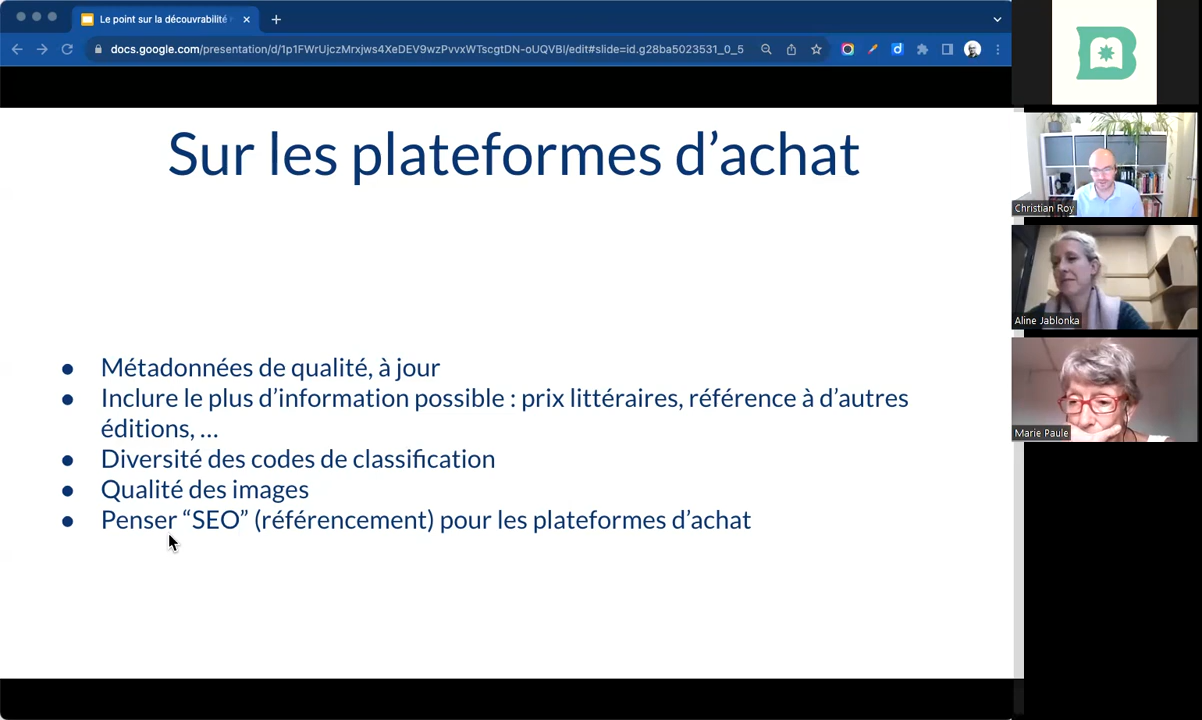 Le point sur la découvrabilité
docs.google.com/presentation/d/1p1FWrUjczMrxjws4XeDEV9wzPvvxWTscgtDN-oUQVBI/edit#slide=id.g28ba5023531_0_5
Sur les plateformes d’achat
● Métadonnées de qualité, à jour
● Inclure le plus d’information possible : prix littéraires, référence à d’autres
éditions, ...
● Diversité des codes de classification
● Qualité des images
● Penser “SEO” (référencement) pour les plateformes d’achat
Christian Roy
Aline Jablonka
Marie Paule